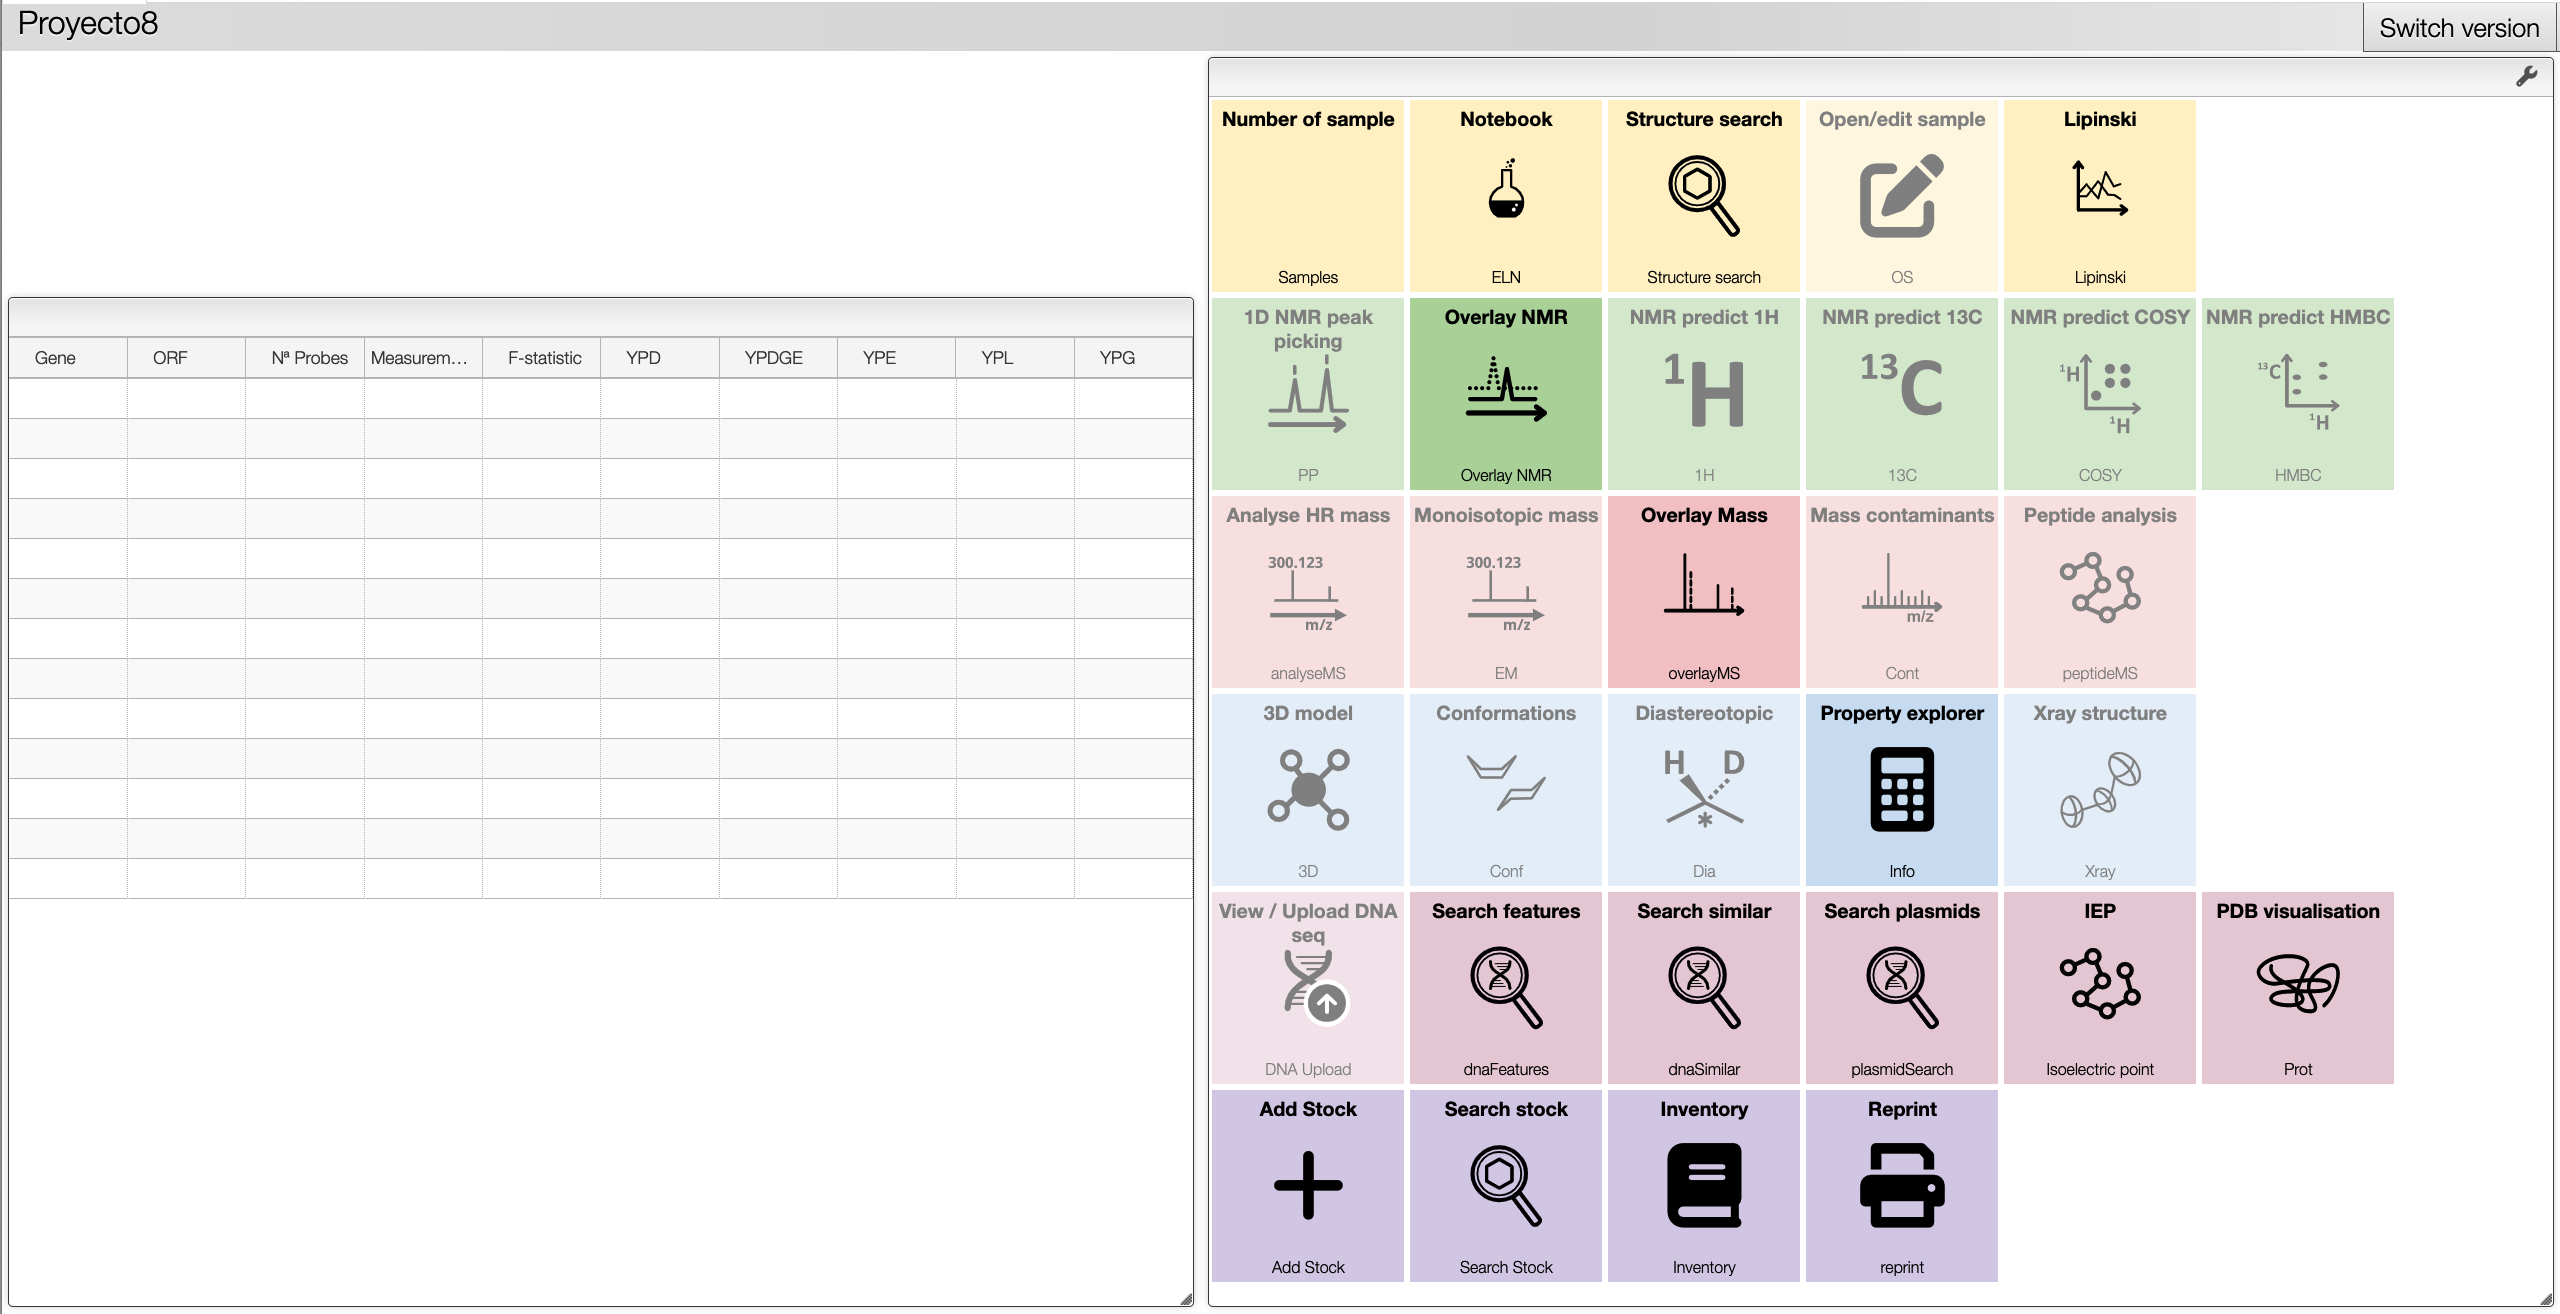 Proyecto8
Switch version
Gene ORF Nª Probes Measurem... F-statistic YPD YPDGE YPE YPL YPG
Number of sample
Samples
Notebook
ELN
Structure search
Structure search
Open/edit sample
OS
Lipinski
Lipinski
1D NMR peak
picking
PP
Overlay NMR
Overlay NMR
NMR predict 1H
1H
1H
NMR predict 13C
13C
13C
NMR predict COSY
1H
1H
COSY
NMR predict HMBC
13C
1H
HMBC
Analyse HR mass
300.123
m/z
analyseMS
Monoisotopic mass
300.123
m/z
EM
Overlay Mass
overlayMS
Mass contaminants
m/z
Cont
Peptide analysis
peptideMS
3D model
3D
Conformations
Conf
Diastereotopic
H D
*
Dia
Property explorer
Info
Xray structure
Xray
View / Upload DNA
seq
DNA Upload
Search features
dnaFeatures
Search similar
dnaSimilar
Search plasmids
plasmidSearch
IEP
Isoelectric point
PDB visualisation
Prot
Add Stock
Add Stock
Search stock
Search Stock
Inventory
Inventory
Reprint
reprint